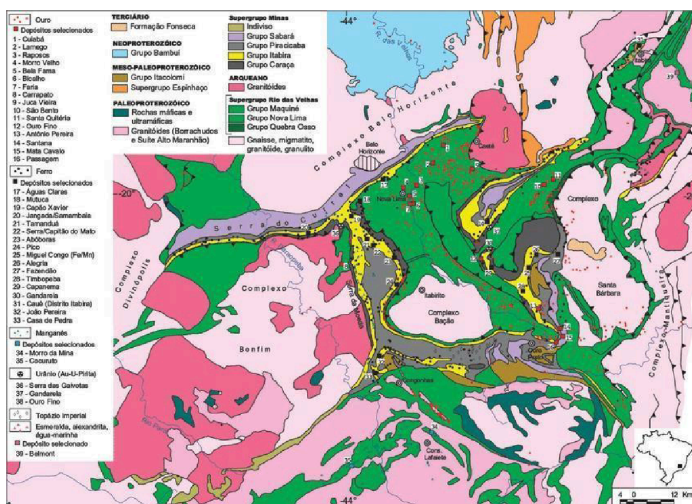 Ouro
Depósitos selecionados
1 - Cuiabá
2 - Lamego
3 - Raposos
4 - Morro Velho
5 - Bela Fama
6 - Bicalho
7 - Faria
8 - Carrapato
9 - Juca Vieira
10 - São Bento
11 - Santa Quitéria
12 - Ouro Fino
13 - Antônio Pereira
14 - Santana
15 - Mata Cavalo
16 - Passagem
Ferro
Depósitos selecionados
17 - Águas Claras
18 - Mutuca
19 - Capão Xavier
20 - Jangada/Samambaia
21 - Tamanduá
22 - Serra/Capitão do Mato
23 - Abóboras
24 - Pico
25 - Miguel Congo (Fe/Mn)
26 - Alegria
27 - Fazendão
28 - Timbopeba
29 - Capanema
30 - Gandarela
31 - Cauê (Distrito Itabira)
32 - João Pereira
33 - Casa de Pedra
Manganês
Depósitos selecionados
34 - Morro da Mina
35 - Cocuruto
Urânio (Au-U-Pirita)
36 - Serra das Gaivotas
37 - Gandarela
38 - Ouro Fino
Topázio Imperial
Esmeralda, alexandrita,
água-marinha
Depósito selecionado
39 - Belmont
TERCIÁRIO
Formação Fonseca
NEOPROTEROZÓICO
Grupo Bambuí
MESO-PALEOPROTEROZÓICO
Grupo Itacolomi
Supergrupo Espinhaço
PALEOPROTEROZÓICO
Rochas máficas e
ultramáficas
Granitóides (Borrachudos
e Suíte Alto Maranhão)
Supergrupo Minas
Indiviso
Grupo Sabará
Grupo Piracicaba
Grupo Itabira
Grupo Caraça
ARQUEANO
Granitóides
Supergrupo Rio das Velhas
Grupo Maquiné
Grupo Nova Lima
Grupo Quebra Osso
Gnaisse, migmatito,
granitóide, granulito
-44°
Complexo Belo Horizonte
Belo
Horizonte
Caeté
-20°
Nova Lima
Serra do Curral
Complexo
Divinópolis
Complexo
Bonfim
Serra da Moeda
Itabirito
Complexo
Bação
Complexo
Santa
Bárbara
Complexo Mantiqueira
Ouro
Preto
Congonhas
Cons.
Lafaiete
-44°
4 0 12 Km